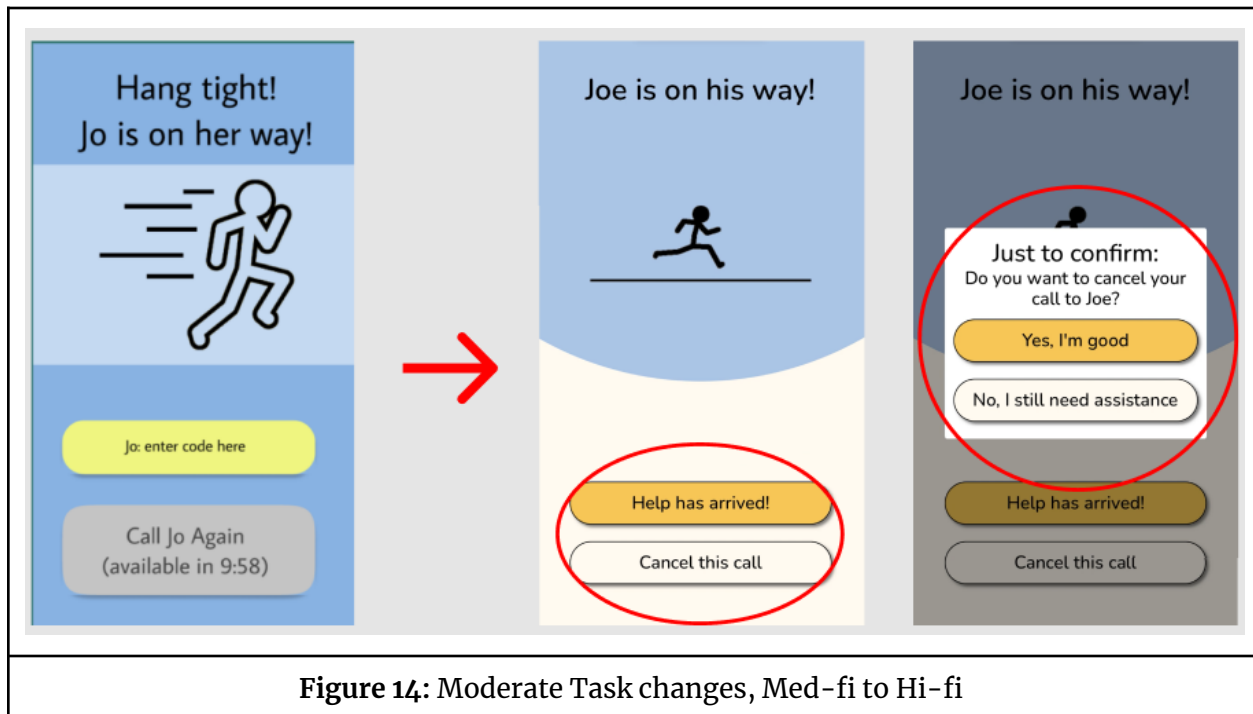 Hang tight!
Jo is on her way!
Jo: enter code here
Call Jo Again
(available in 9:58)
Joe is on his way!
Help has arrived!
Cancel this call
Joe is on his way!
Just to confirm:
Do you want to cancel your
call to Joe?
Yes, I'm good
No, I still need assistance
Help has arrived!
Cancel this call
Figure 14: Moderate Task changes, Med-fi to Hi-fi